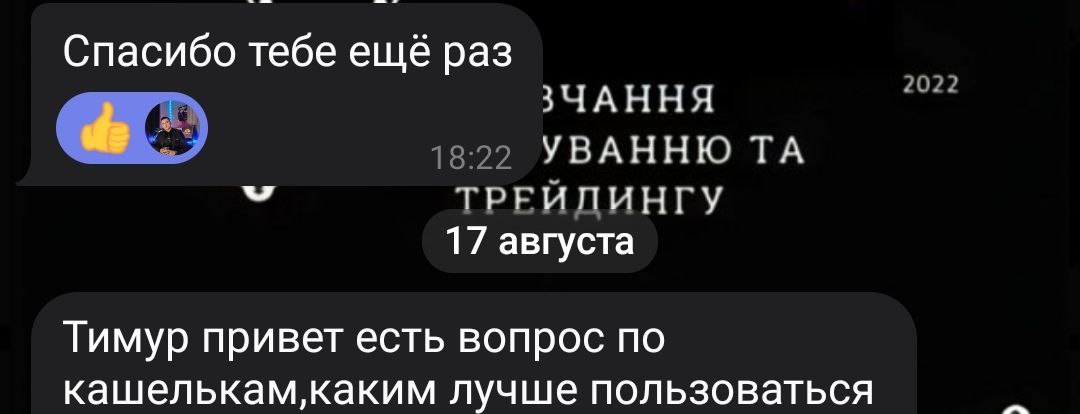 Спасибо тебе ещё раз
18:22
ЧАННЯ
2022
УВАННЮ ТА
ТРЕЙДИНГУ
17 августа
Тимур привет есть вопрос по
кашелькам,каким лучше пользоваться